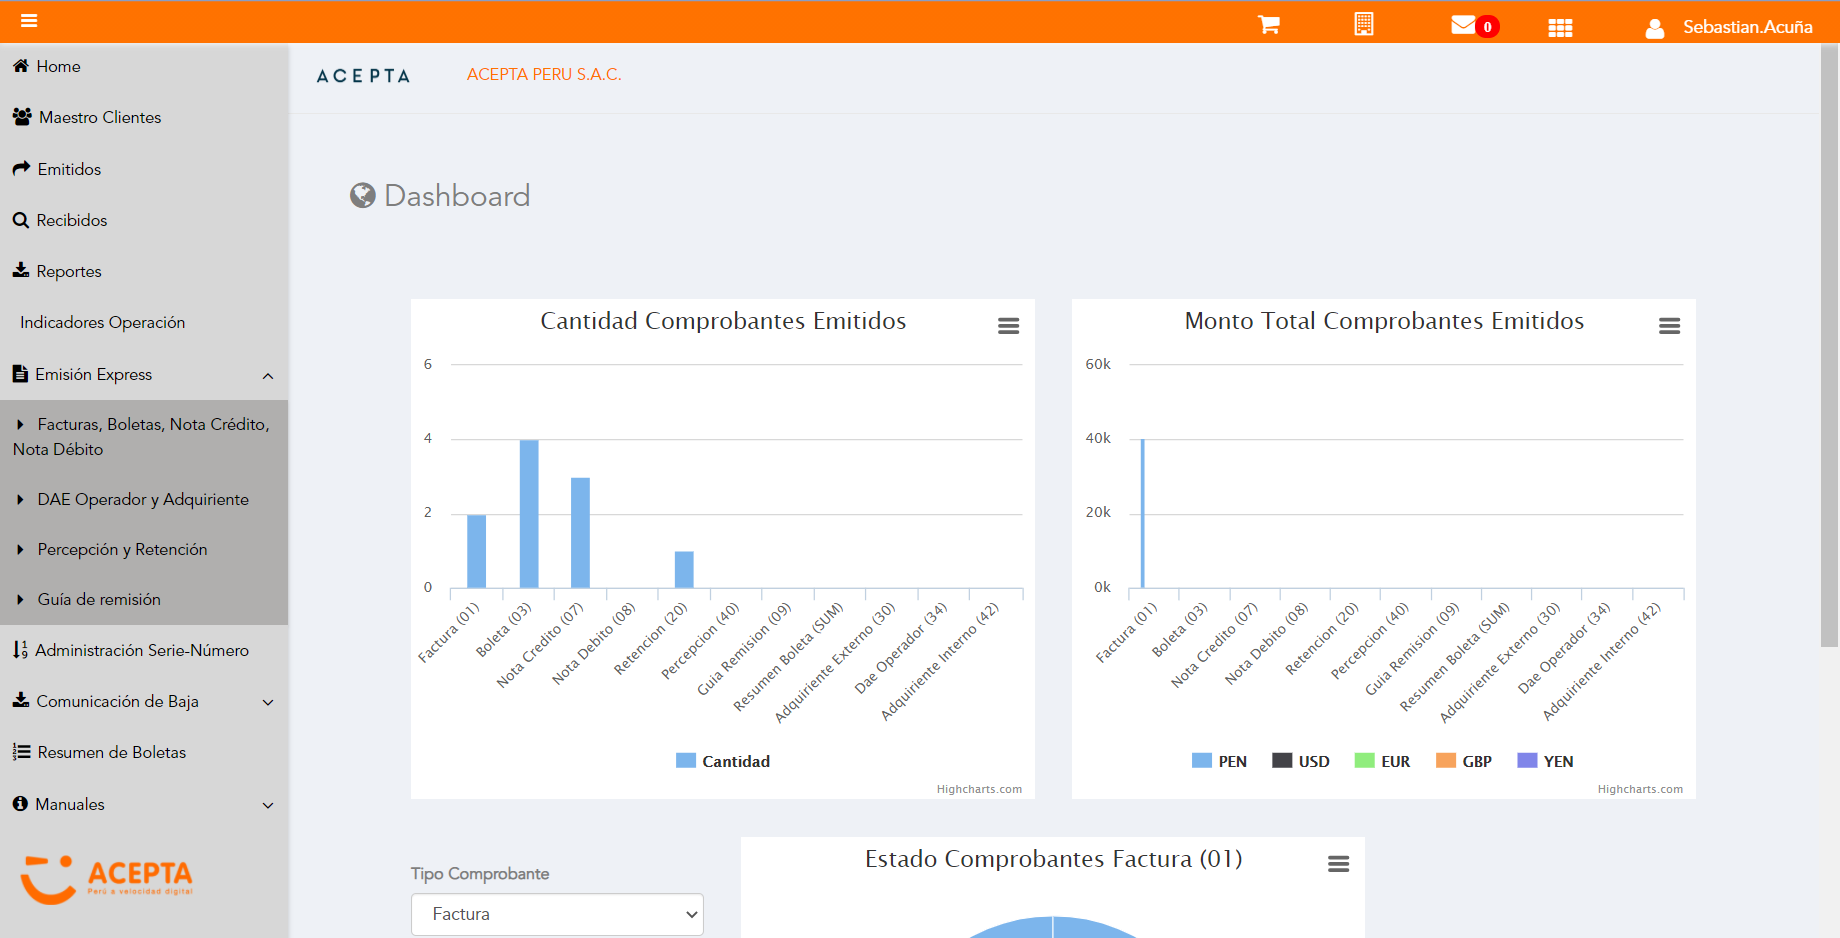 0
Sebastian.Acuña
Home
Maestro Clientes
Emitidos
Recibidos
Reportes
Indicadores Operación
Emisión Express
Facturas, Boletas, Nota Crédito,
Nota Débito
DAE Operador y Adquiriente
Percepción y Retención
Guía de remisión
Administración Serie-Número
Comunicación de Baja
Resumen de Boletas
Manuales
ACEPTA
Perú a velocidad digital
ACEPTA
ACEPTA PERU S.A.C.
Dashboard
Cantidad Comprobantes Emitidos
6
4
2
0
Factura (01)
Boleta (03)
Nota Credito (07)
Nota Debito (08)
Retencion (20)
Percepcion (40)
Guia Remision (09)
Resumen Boleta (SUM)
Adquiriente Externo (30)
Dae Operador (34)
Adquiriente Interno (42)
Cantidad
Highcharts.com
Monto Total Comprobantes Emitidos
60k
40k
20k
0k
Factura (01)
Boleta (03)
Nota Credito (07)
Nota Debito (08)
Retencion (20)
Percepcion (40)
Guia Remision (09)
Resumen Boleta (SUM)
Adquiriente Externo (30)
Dae Operador (34)
Adquiriente Interno (42)
PEN USD EUR GBP YEN
Highcharts.com
Tipo Comprobante
Factura
Estado Comprobantes Factura (01)